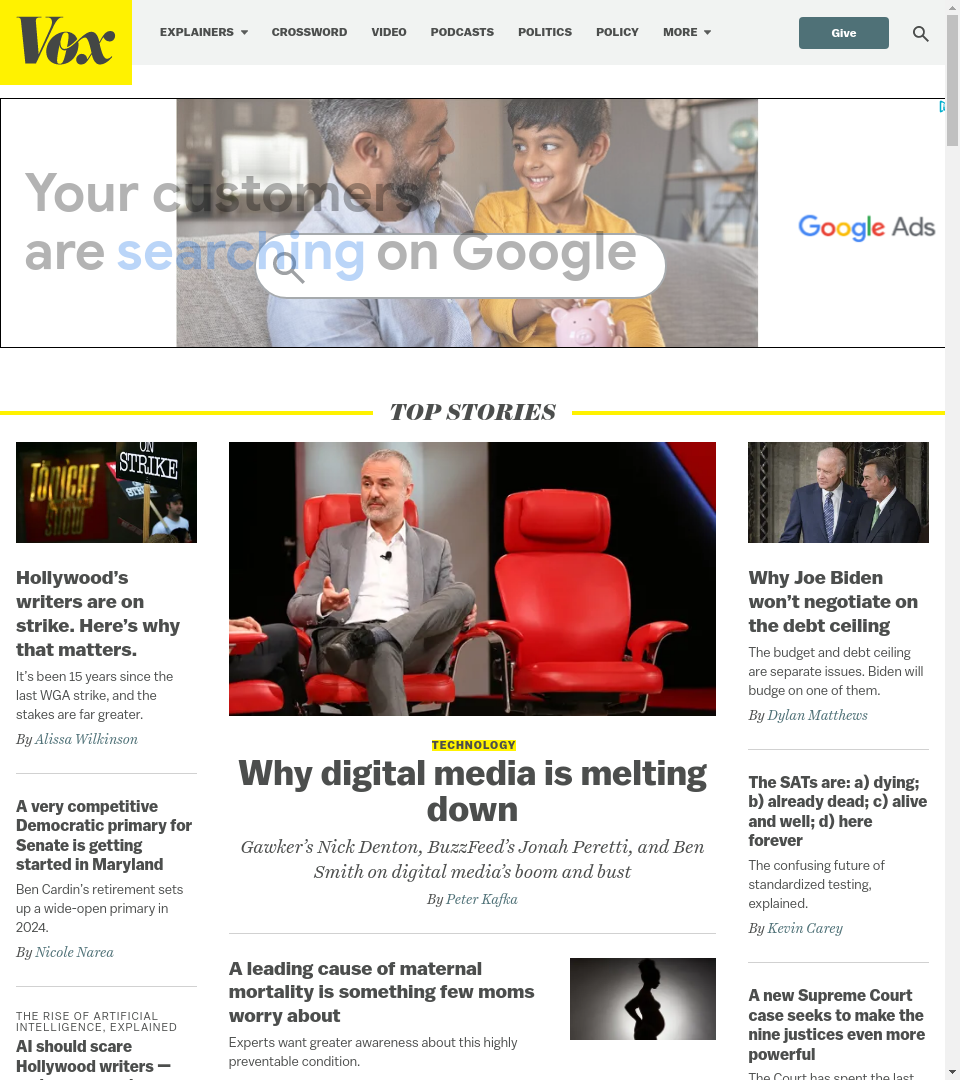 Vox
EXPLAINERS
CROSSWORD
VIDEO
PODCASTS
POLITICS
POLICY
MORE
Give
Your customers
are searching on Google
Google Ads
TOP STORIES
TONIGHT
SHOW
ON
STRIKE
Hollywood’s
writers are on
strike. Here’s why
that matters.
It’s been 15 years since the
last WGA strike, and the
stakes are far greater.
By Alissa Wilkinson
A very competitive
Democratic primary for
Senate is getting
started in Maryland
Ben Cardin’s retirement sets
up a wide-open primary in
2024.
By Nicole Narea
THE RISE OF ARTIFICIAL
INTELLIGENCE, EXPLAINED
AI should scare
Hollywood writers —
TECHNOLOGY
Why digital media is melting
down
Gawker’s Nick Denton, BuzzFeed’s Jonah Peretti, and Ben
Smith on digital media’s boom and bust
By Peter Kafka
A leading cause of maternal
mortality is something few moms
worry about
Experts want greater awareness about this highly
preventable condition.
Why Joe Biden
won’t negotiate on
the debt ceiling
The budget and debt ceiling
are separate issues. Biden will
budge on one of them.
By Dylan Matthews
The SATs are: a) dying;
b) already dead; c) alive
and well; d) here
forever
The confusing future of
standardized testing,
explained.
By Kevin Carey
A new Supreme Court
case seeks to make the
nine justices even more
powerful
The Court has spent the last